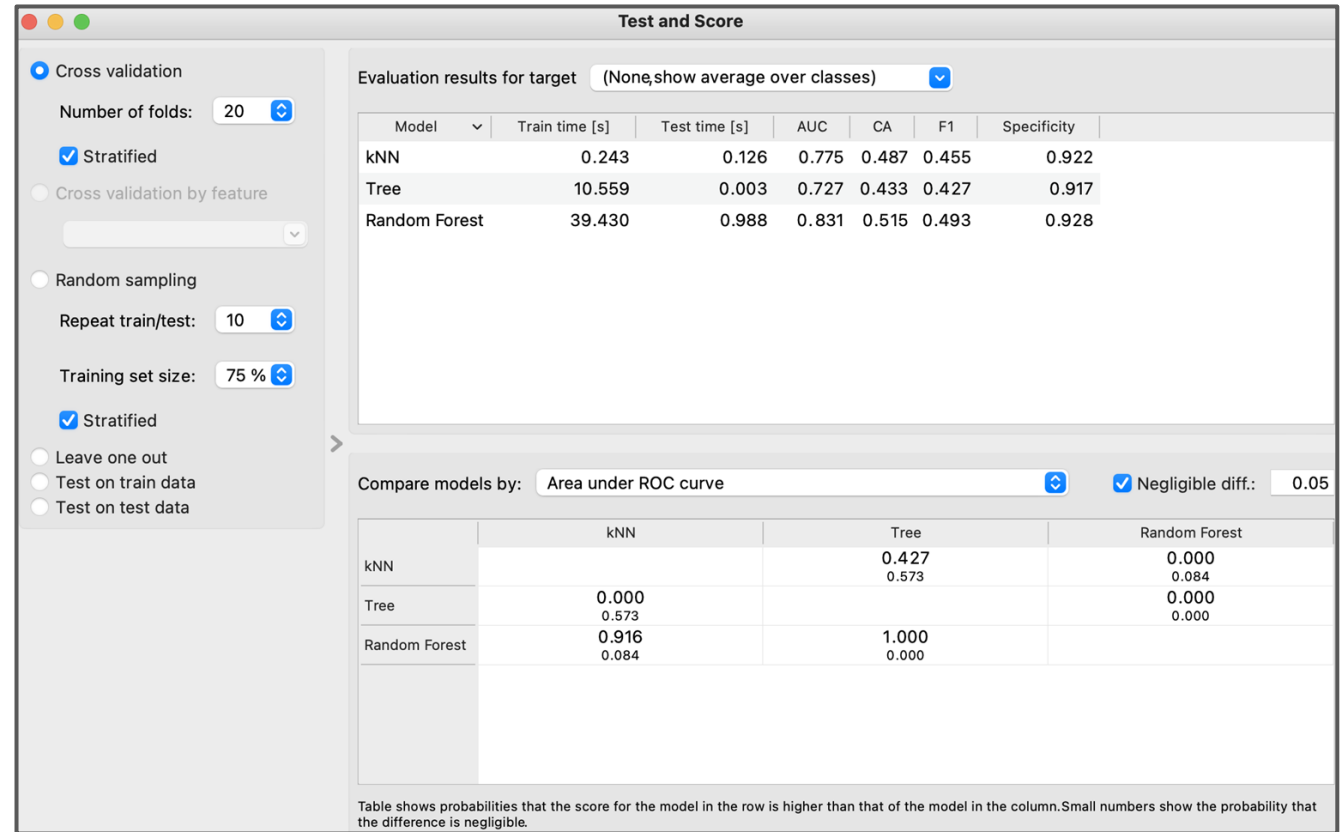 Test and Score
Cross validation
Number of folds: 20
Stratified
Cross validation by feature
Random sampling
Repeat train/test: 10
Training set size: 75 %
Stratified
Leave one out
Test on train data
Test on test data
Evaluation results for target (None,show average over classes)
Model Train time [s] Test time [s] AUC CA F1 Specificity
kNN 0.243 0.126 0.775 0.487 0.455 0.922
Tree 10.559 0.003 0.727 0.433 0.427 0.917
Random Forest 39.430 0.988 0.831 0.515 0.493 0.928
Compare models by: Area under ROC curve Negligible diff.: 0.05
kNN Tree Random Forest
kNN 0.427 0.000
0.573 0.084
Tree 0.000 0.000
0.573 0.000
Random Forest 0.916 1.000
0.084 0.000
Table shows probabilities that the score for the model in the row is higher than that of the model in the column.Small numbers show the probability that
the difference is negligible.